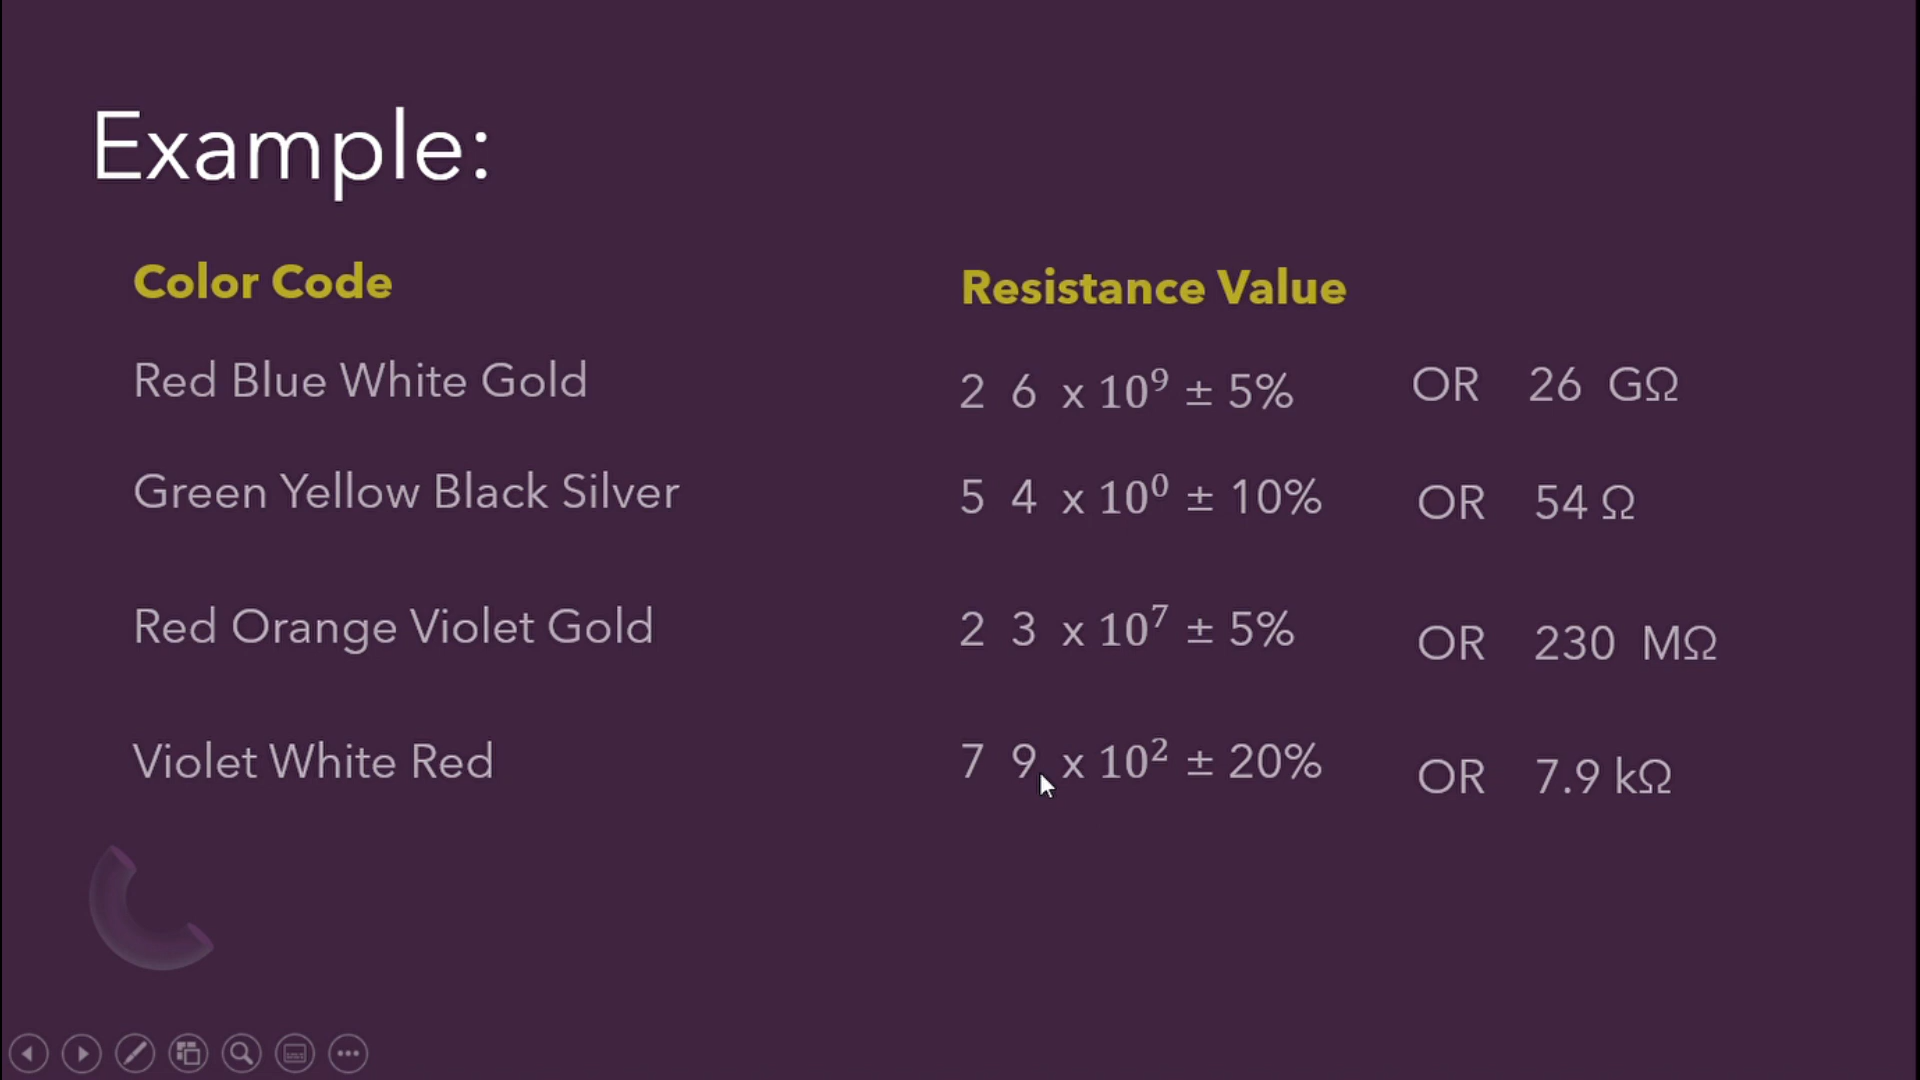 Example:
Color Code Resistance Value
Red Blue White Gold 2 6 x 10⁹ ± 5% OR 26 GΩ
Green Yellow Black Silver 5 4 x 10⁰ ± 10% OR 54 Ω
Red Orange Violet Gold 2 3 x 10⁷ ± 5% OR 230 MΩ
Violet White Red 7 9 x 10² ± 20% OR 7.9 kΩ